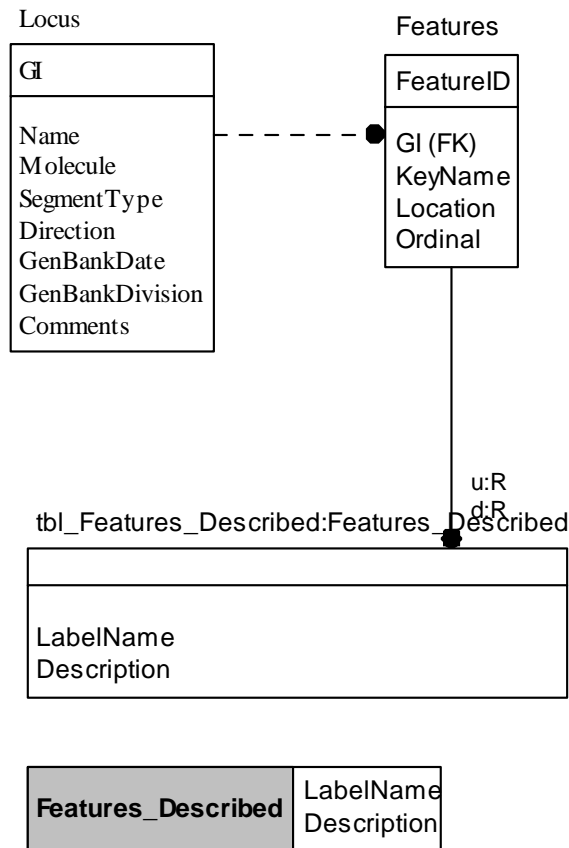 Locus
GI
Name
Molecule
SegmentType
Direction
GenBankDate
GenBankDivision
Comments
Features
FeatureID
GI (FK)
KeyName
Location
Ordinal
u:R
d:R
tbl_Features_Described:Features_Described
LabelName
Description
Features_Described
LabelName
Description